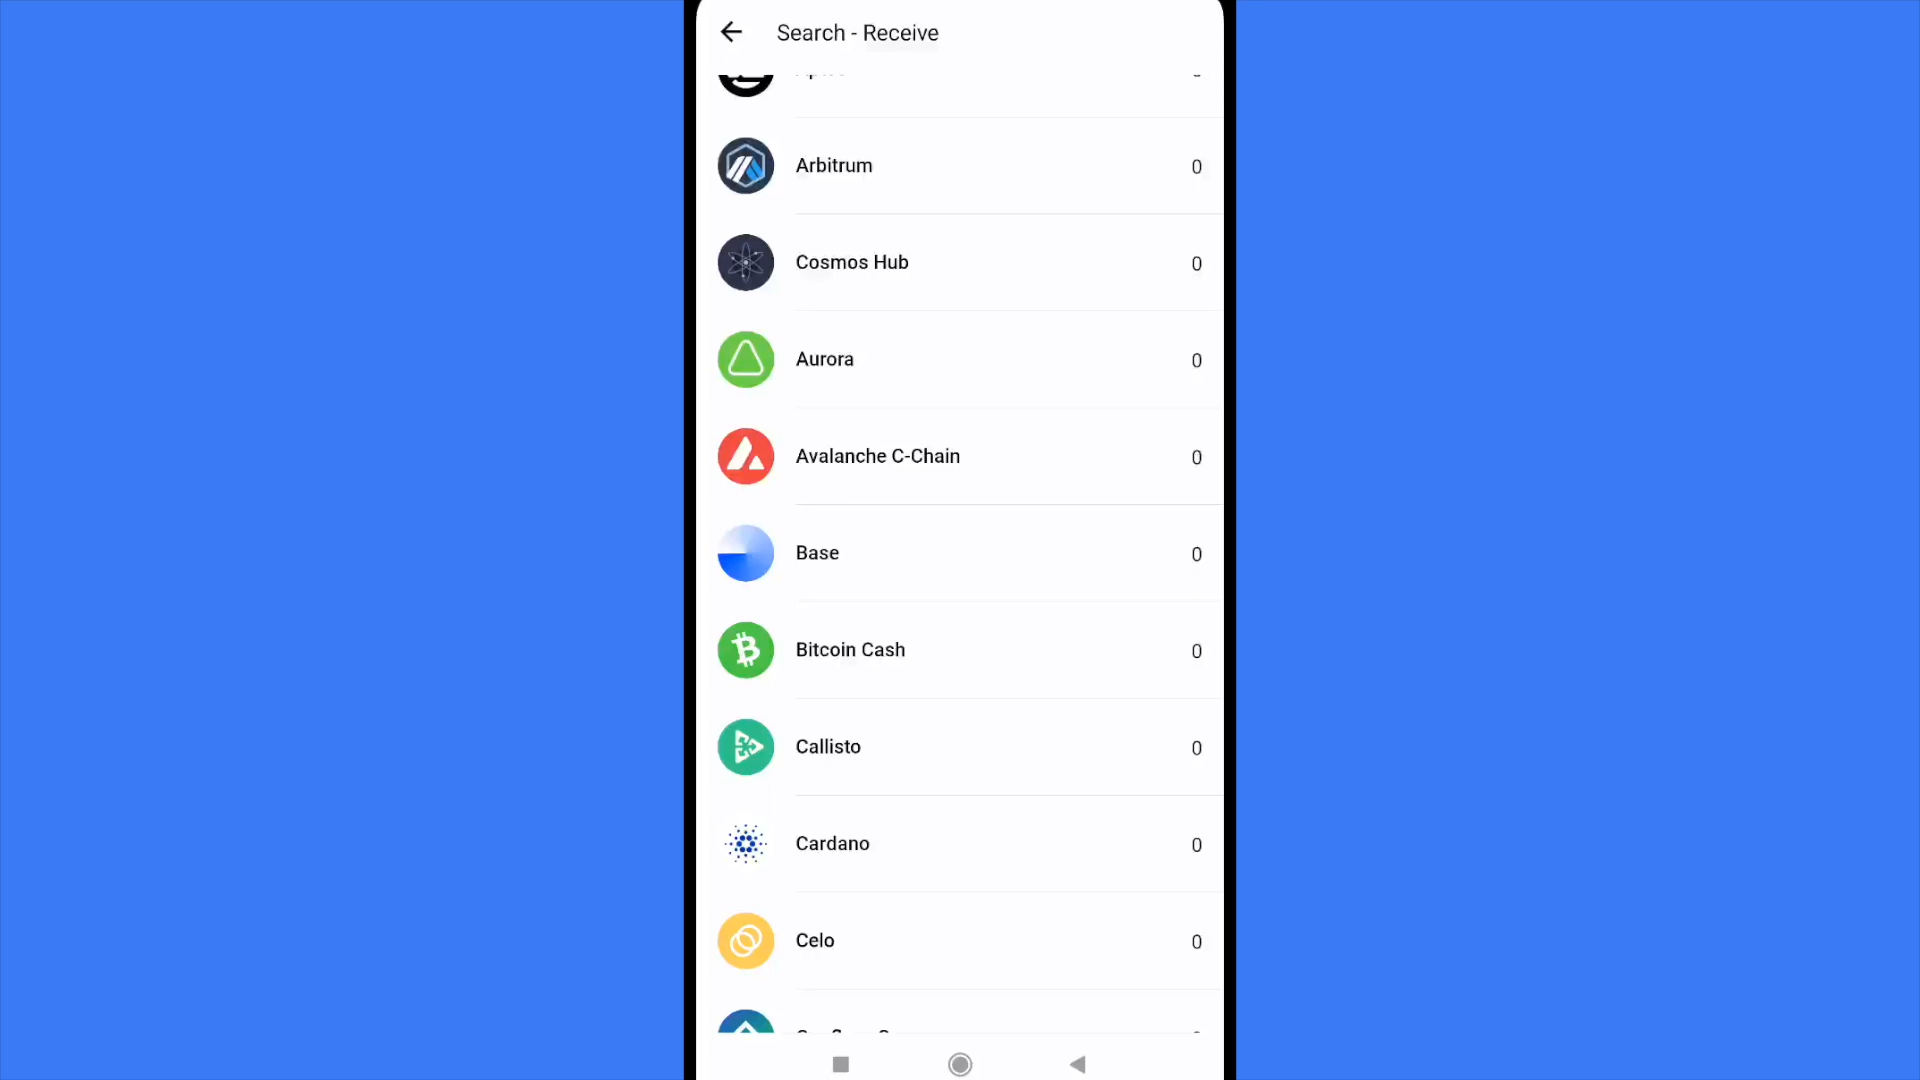 Search - Receive
Arbitrum 0
Cosmos Hub 0
Aurora 0
Avalanche C-Chain 0
Base 0
Bitcoin Cash 0
Callisto 0
Cardano 0
Celo 0